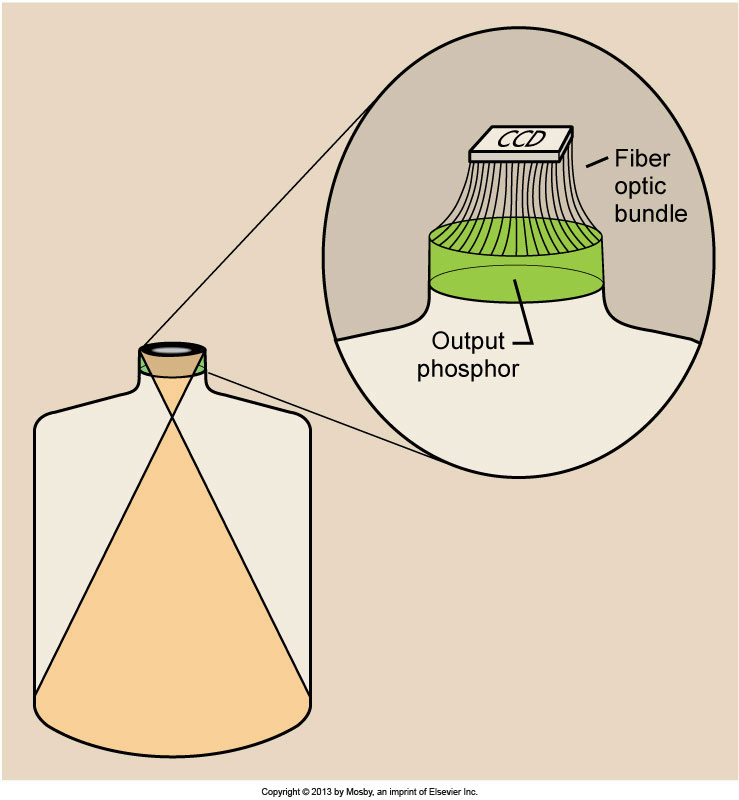 CCD
Fiber
optic
bundle
Output
phosphor
Copyright © 2013 by Mosby, an imprint of Elsevier Inc.